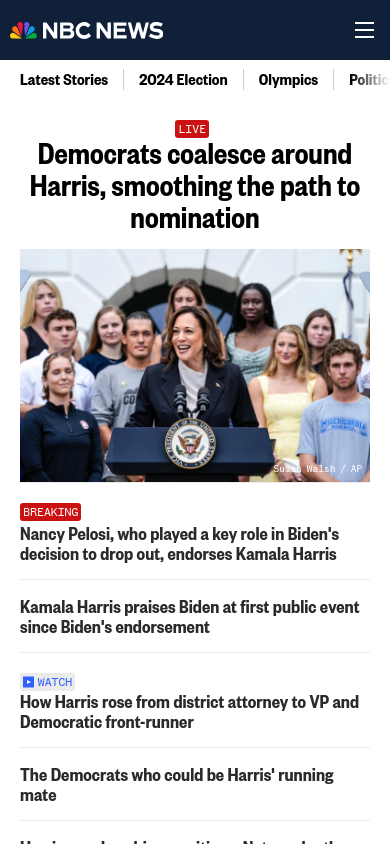 NBC NEWS
Latest Stories
2024 Election
Olympics
LIVE
Democrats coalesce around
Harris, smoothing the path to
nomination
Susan Walsh / AP
BREAKING
Nancy Pelosi, who played a key role in Biden's
decision to drop out, endorses Kamala Harris
Kamala Harris praises Biden at first public event
since Biden's endorsement
WATCH
How Harris rose from district attorney to VP and
Democratic front-runner
The Democrats who could be Harris' running
mate